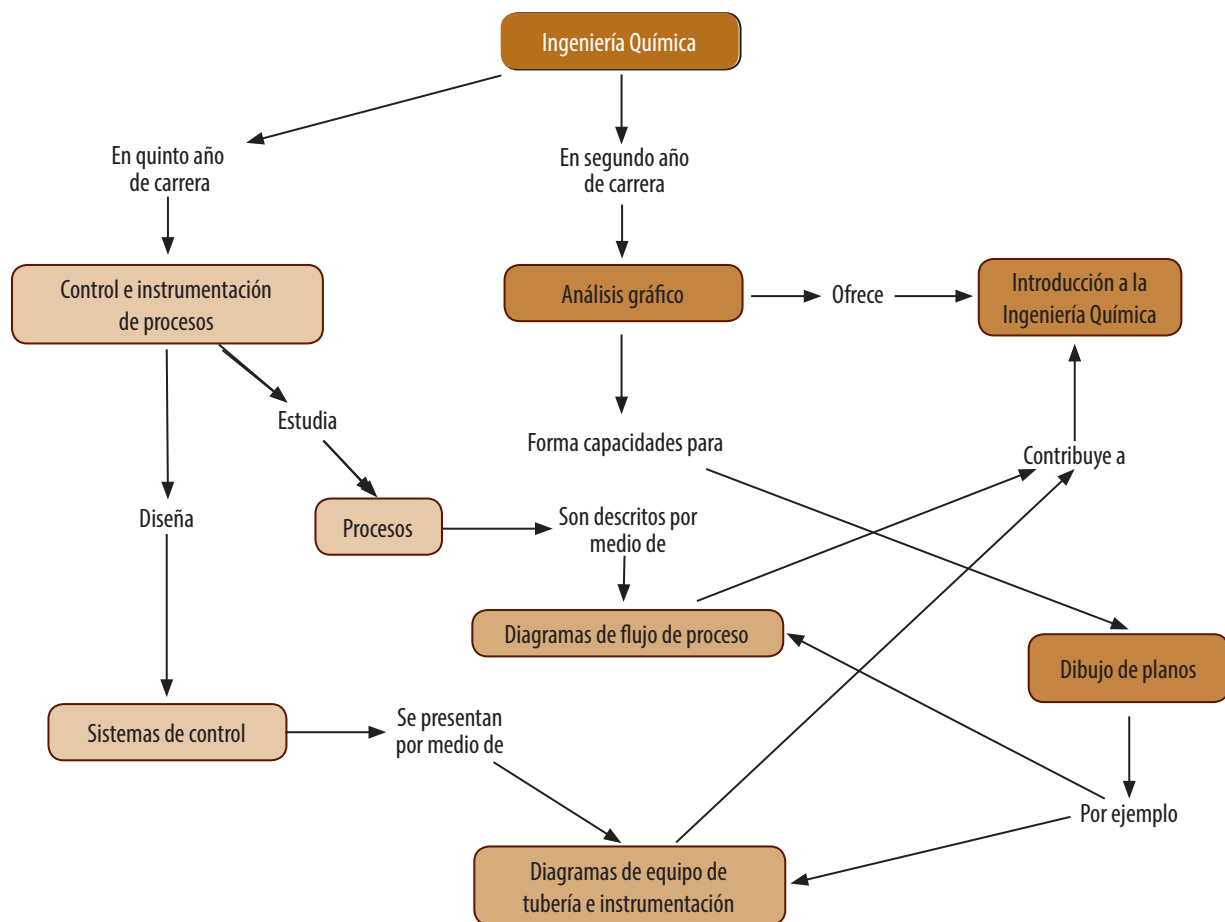 Ingeniería Química
En quinto año
de carrera
En segundo año
de carrera
Control e instrumentación
de procesos
Análisis gráfico
Ofrece
Introducción a la
Ingeniería Química
Estudia
Forma capacidades para
Contribuye a
Diseña
Procesos
Son descritos por
medio de
Diagramas de flujo de proceso
Dibujo de planos
Sistemas de control
Se presentan
por medio de
Por ejemplo
Diagramas de equipo de
tubería e instrumentación